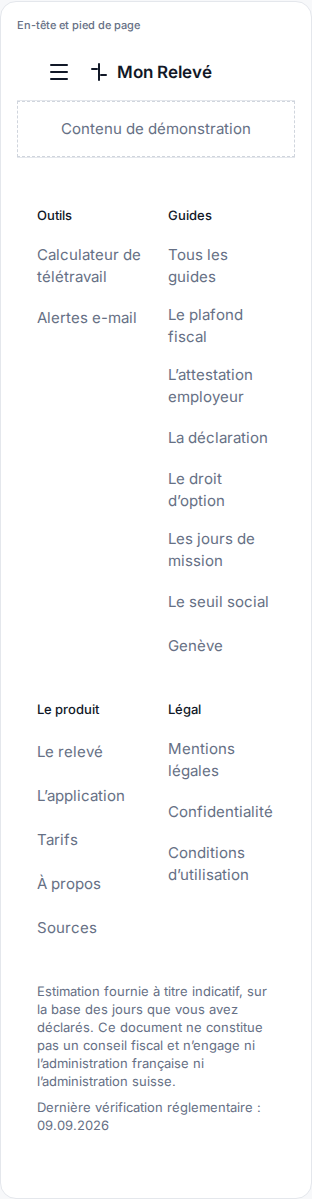 En-tête et pied de page
Mon Relevé
Contenu de démonstration
Outils
Calculateur de
télétravail
Alertes e-mail
Guides
Tous les
guides
Le plafond
fiscal
L’attestation
employeur
La déclaration
Le droit
d’option
Les jours de
mission
Le seuil social
Genève
Le produit
Le relevé
L’application
Tarifs
À propos
Sources
Légal
Mentions
légales
Confidentialité
Conditions
d’utilisation
Estimation fournie à titre indicatif, sur
la base des jours que vous avez
déclarés. Ce document ne constitue
pas un conseil fiscal et n’engage ni
l’administration française ni
l’administration suisse.
Dernière vérification réglementaire :
09.09.2026